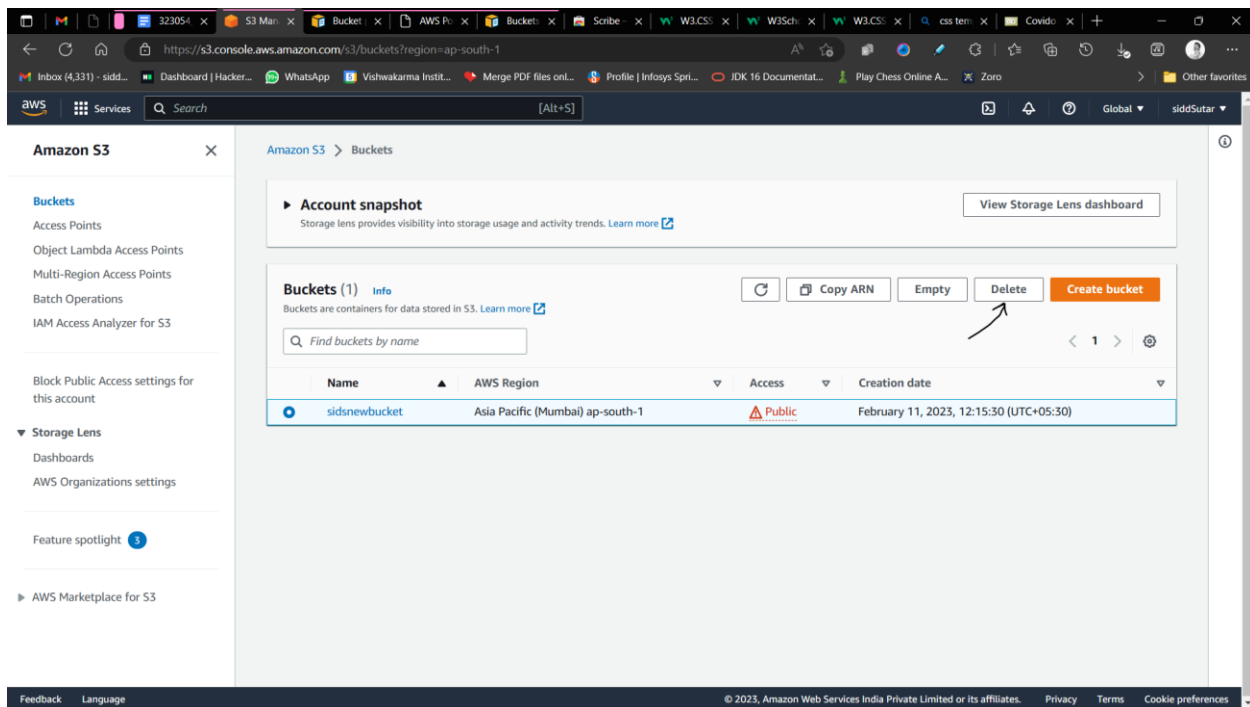 323054
S3 Man
Bucket p
AWS Po
Buckets
Scribe -
W3.CSS
W3Scho
W3.CSS
css tem
Covido
https://s3.console.aws.amazon.com/s3/buckets?region=ap-south-1
Inbox (4,331) - sidd...
Dashboard | Hacker...
WhatsApp
Vishwakarma Instit...
Merge PDF files onl...
Profile | Infosys Spri...
JDK 16 Documentat...
Play Chess Online A...
Zoro
Other favorites
aws
Services
Search
[Alt+S]
Global
siddSutar
Amazon S3
Buckets
Access Points
Object Lambda Access Points
Multi-Region Access Points
Batch Operations
IAM Access Analyzer for S3
Block Public Access settings for
this account
Storage Lens
Dashboards
AWS Organizations settings
Feature spotlight 3
AWS Marketplace for S3
Amazon S3 > Buckets
Account snapshot
Storage lens provides visibility into storage usage and activity trends. Learn more
View Storage Lens dashboard
Buckets (1) Info
Buckets are containers for data stored in S3. Learn more
Copy ARN
Empty
Delete
Create bucket
Find buckets by name
< 1 >
Name AWS Region Access Creation date
sidsnewbucket Asia Pacific (Mumbai) ap-south-1 Public February 11, 2023, 12:15:30 (UTC+05:30)
Feedback Language © 2023, Amazon Web Services India Private Limited or its affiliates. Privacy Terms Cookie preferences